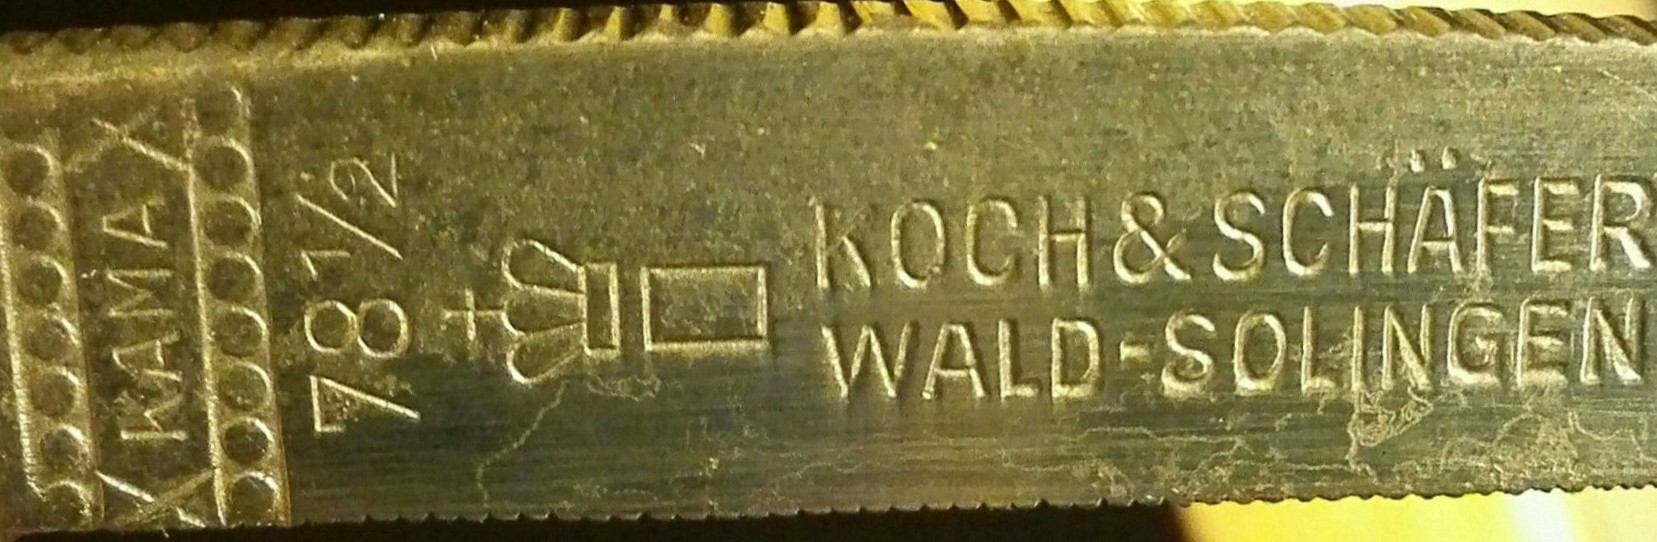 KAMA
78 1/2
KOCH & SCHÄFER
WALD-SOLINGEN